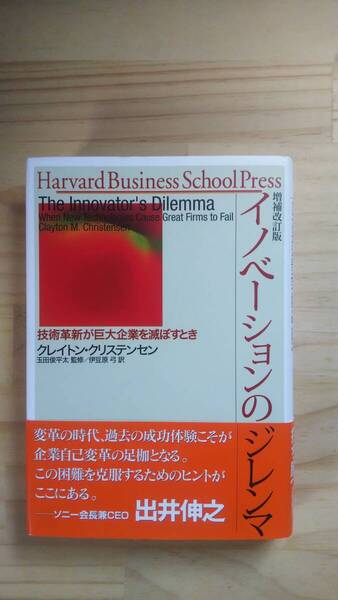 Harvard Business School Press
The Innovator's Dilemma
When New Technologies Cause Great Firms to Fail
Clayton M. Christensen
増補改訂版
イノベーションのジレンマ
技術革新が巨大企業を滅ぼすとき
クレイトン・クリステンセン
玉田俊平太 監修/伊豆原 弓 訳
変革の時代、過去の成功体験こそが
企業自己変革の足枷となる。
この困難を克服するためのヒントが
ここにある。
——ソニー会長兼CEO 出井伸之